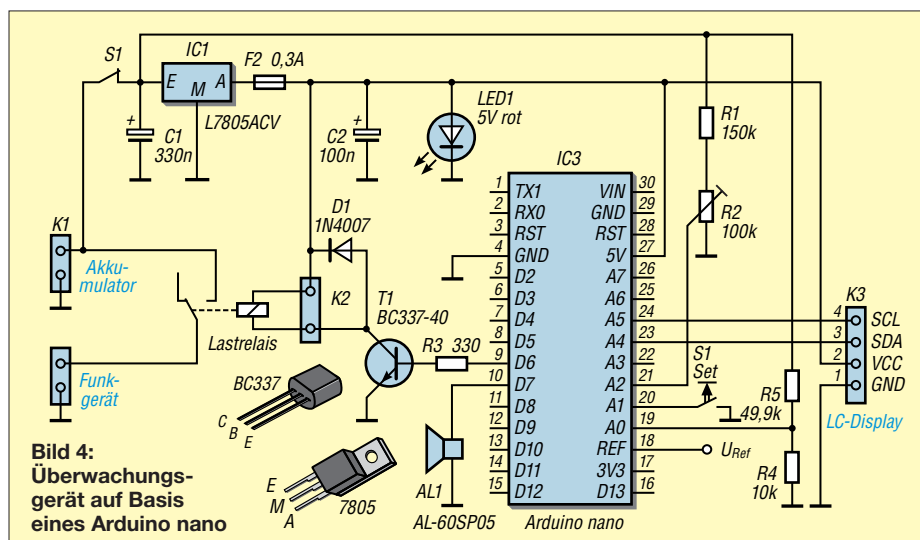 S1
IC1
E
M
A
L7805ACV
F2 0,3A
+
C1
330n
+
C2
100n
LED1
5V rot
R1
150k
R2
100k
K1
Akku-
mulator
Funk-
gerät
D1
1N4007
K2
Lastrelais
T1
BC337-40
R3 330
BC337
C
B
E
E
M
A
7805
AL1
AL-60SP05
IC3
1 TX1 VIN 30
2 RX0 GND 29
3 RST RST 28
4 GND 5V 27
5 D2 A7 26
6 D3 A6 25
7 D4 A5 24
8 D5 A4 23
9 D6 A3 22
10 D7 A2 21
11 D8 A1 20
12 D9 A0 19
13 D10 REF 18
14 D11 3V3 17
15 D12 D13 16
Arduino nano
S1
Set
URef
R5
49,9k
R4
10k
K3
4 SCL
3 SDA
2 VCC
1 GND
LC-Display
Bild 4:
Überwachungs-
gerät auf Basis
eines Arduino nano